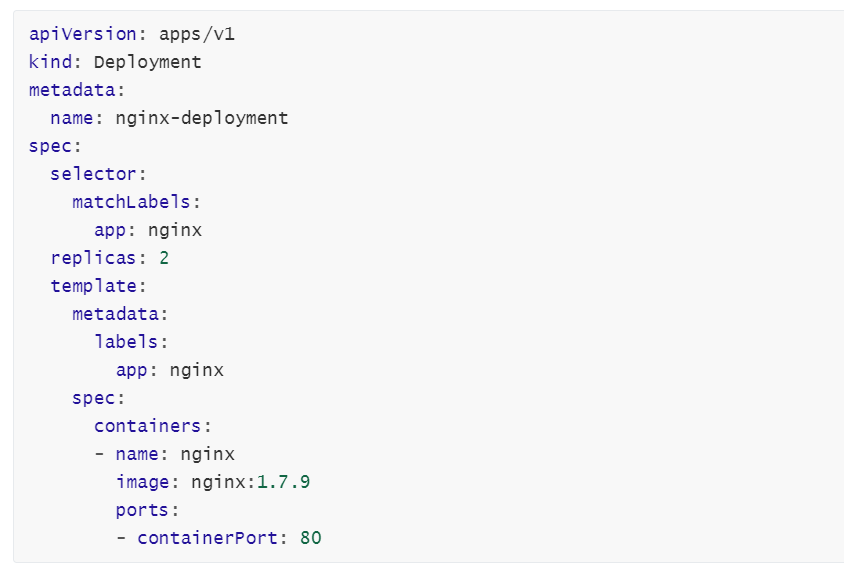 apiVersion: apps/v1
kind: Deployment
metadata:
  name: nginx-deployment
spec:
  selector:
    matchLabels:
      app: nginx
  replicas: 2
  template:
    metadata:
      labels:
        app: nginx
    spec:
      containers:
      - name: nginx
        image: nginx:1.7.9
        ports:
        - containerPort: 80